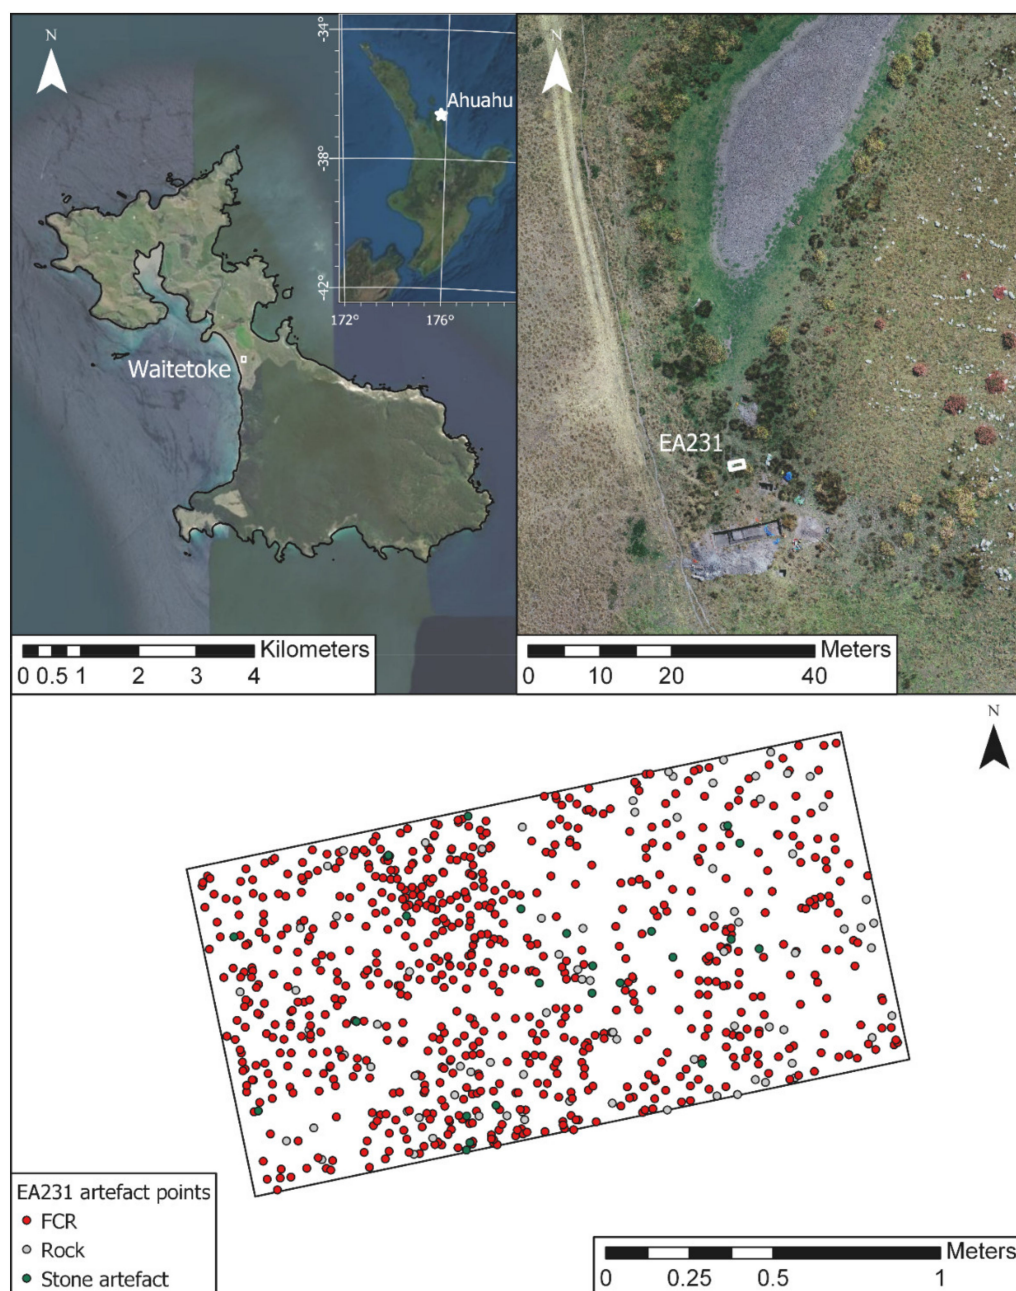 N
-34°
Ahuahu
-38°
-42°
172°
176°
Waitetoke
Kilometers
0 0.5 1 2 3 4
N
EA231
Meters
0 10 20 40
N
EA231 artefact points
FCR
Rock
Stone artefact
Meters
0 0.25 0.5 1